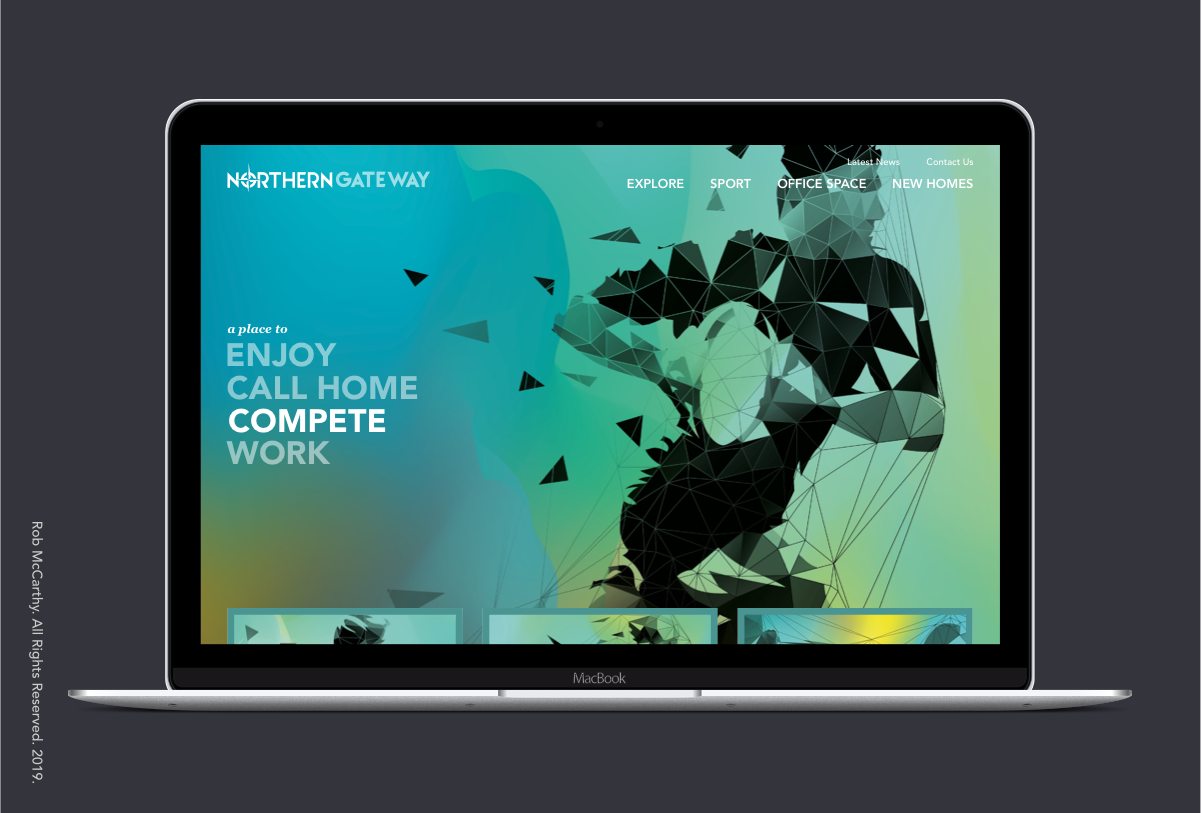 Latest News Contact Us
NORTHERN GATEWAY
EXPLORE SPORT OFFICE SPACE NEW HOMES
a place to
ENJOY
CALL HOME
COMPETE
WORK
MacBook
Rob McCarthy. All Rights Reserved. 2019.